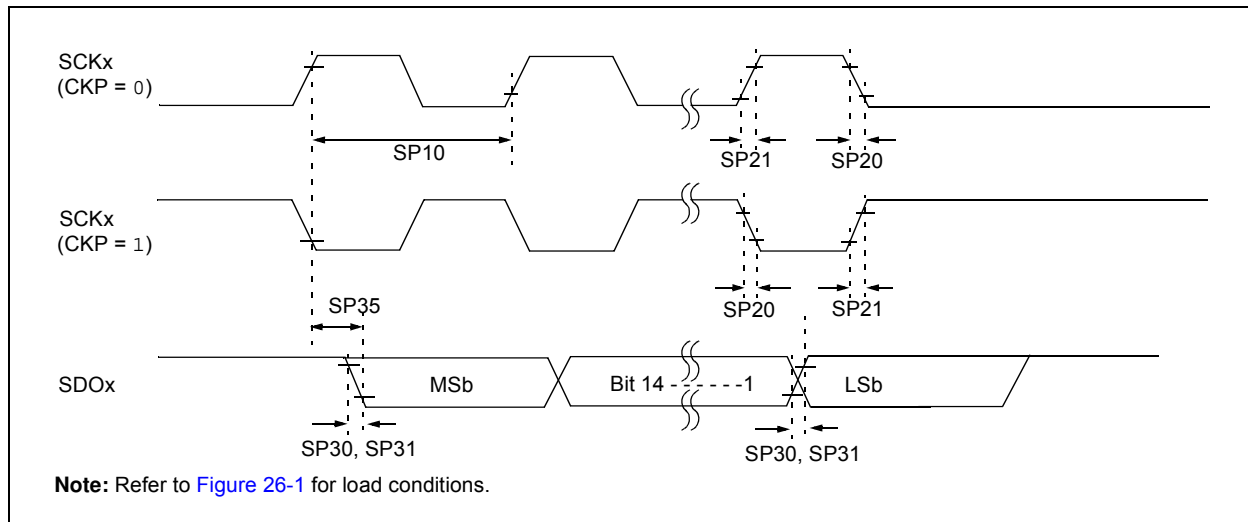 SCKx
(CKP = 0)
SP10
SP21
SP20
SCKx
(CKP = 1)
SP35
SP20
SP21
SDOx
MSb
Bit 14 - - - - - -1
LSb
SP30, SP31
SP30, SP31
Note: Refer to Figure 26-1 for load conditions.